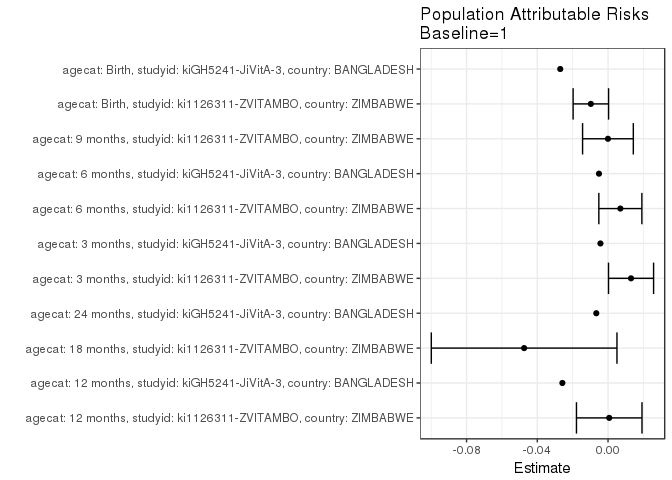 Population Attributable Risks
Baseline=1
agecat: Birth, studyid: kiGH5241-JiVitA-3, country: BANGLADESH
agecat: Birth, studyid: ki1126311-ZVITAMBO, country: ZIMBABWE
agecat: 9 months, studyid: ki1126311-ZVITAMBO, country: ZIMBABWE
agecat: 6 months, studyid: kiGH5241-JiVitA-3, country: BANGLADESH
agecat: 6 months, studyid: ki1126311-ZVITAMBO, country: ZIMBABWE
agecat: 3 months, studyid: kiGH5241-JiVitA-3, country: BANGLADESH
agecat: 3 months, studyid: ki1126311-ZVITAMBO, country: ZIMBABWE
agecat: 24 months, studyid: kiGH5241-JiVitA-3, country: BANGLADESH
agecat: 18 months, studyid: ki1126311-ZVITAMBO, country: ZIMBABWE
agecat: 12 months, studyid: kiGH5241-JiVitA-3, country: BANGLADESH
agecat: 12 months, studyid: ki1126311-ZVITAMBO, country: ZIMBABWE
-0.08 -0.04 0.00
Estimate